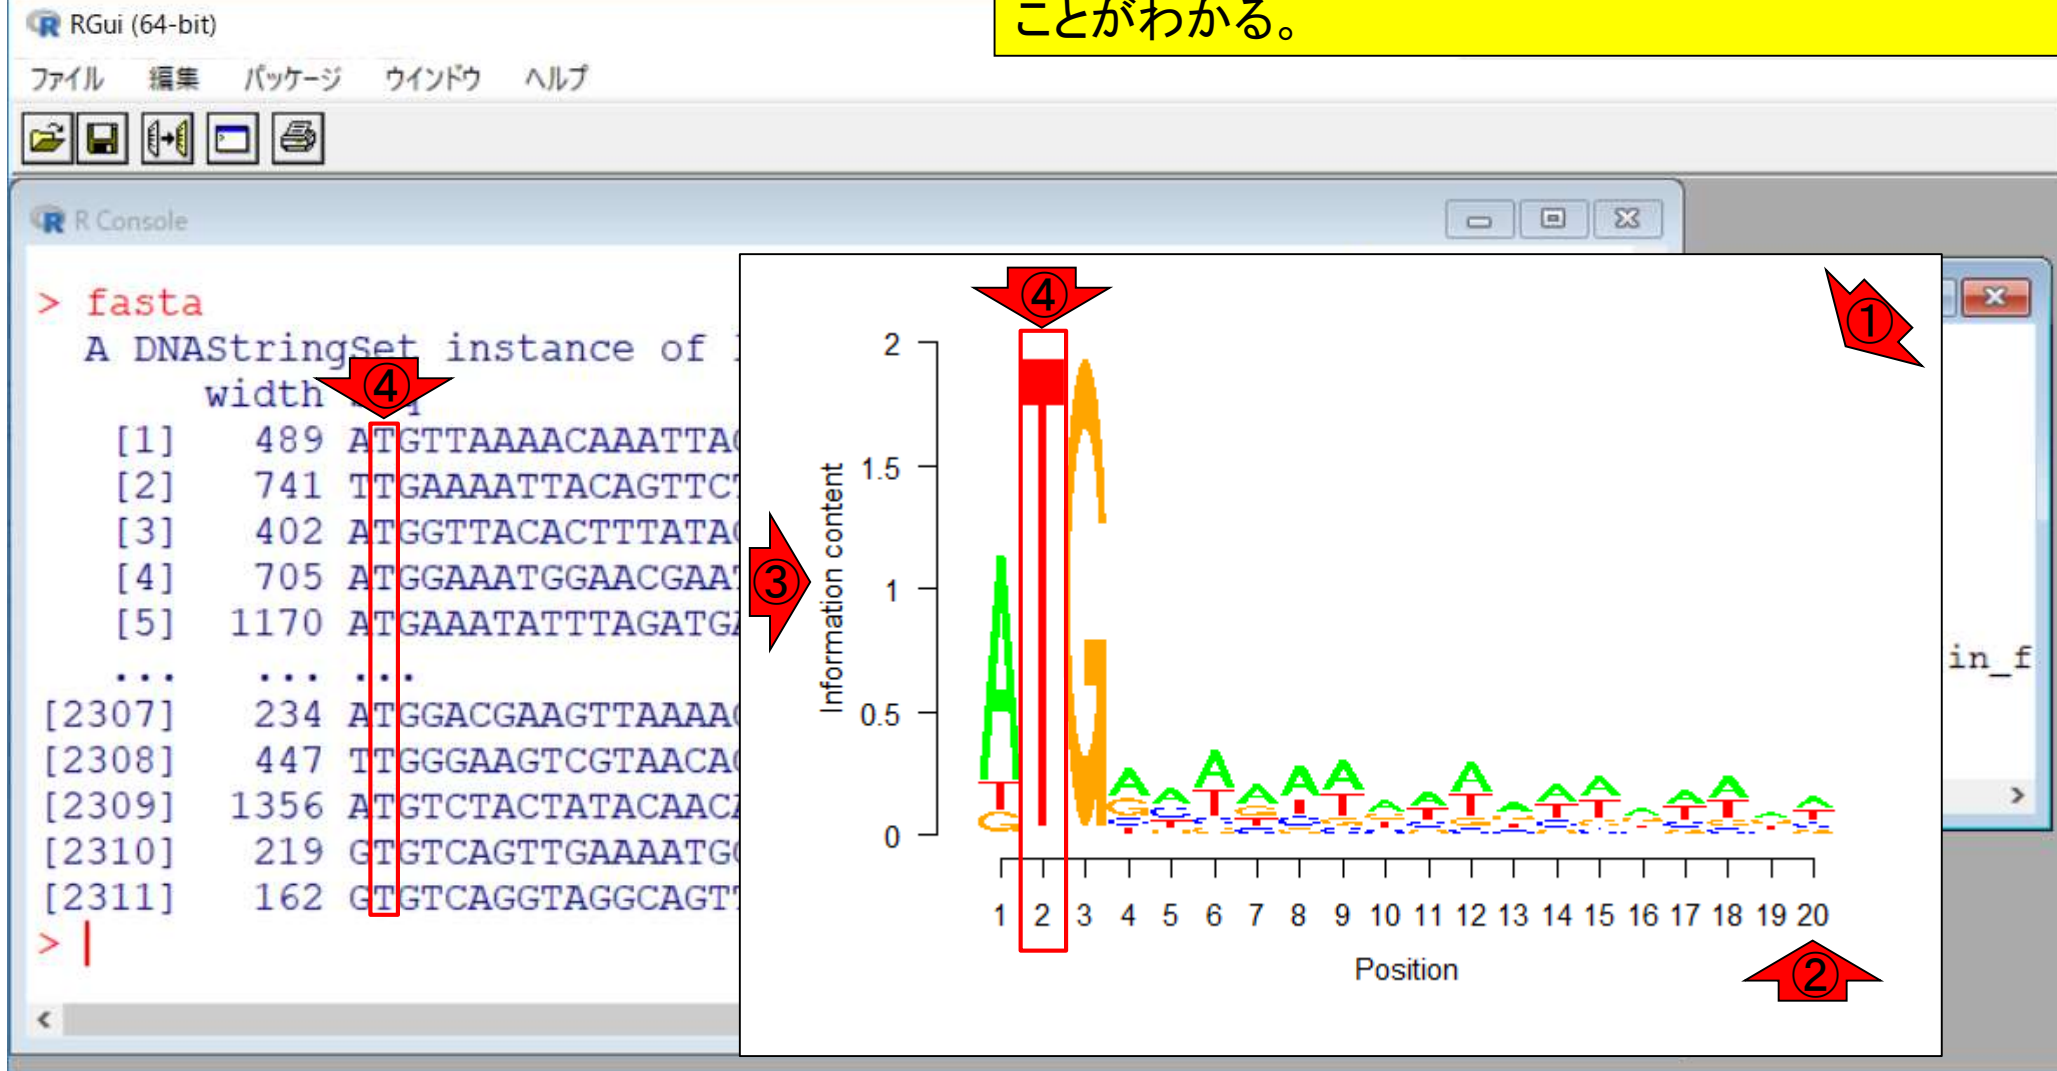 ことがわかる。
RGui (64-bit)
ファイル 編集 パッケージ ウインドウ ヘルプ
R Console
> fasta
A DNAStringSet instance of
width
[1] 489 ATGTTAAAACAAATTA
[2] 741 TTGAAAATTACAGTTC
[3] 402 ATGGTTACACTTTATA
[4] 705 ATGGAAATGGAACGAA
[5] 1170 ATGAAATATTTAGATG
... ... ...
[2307] 234 ATGGACGAAGTTAAAA
[2308] 447 TTGGGAAGTCGTAACA
[2309] 1356 ATGTCTACTATACAAC
[2310] 219 GTGTCAGTTGAAAATG
[2311] 162 GTGTCAGGTAGGCAGT
>
④
④
①
③
②
Information content
2
1.5
1
0.5
0
1 2 3 4 5 6 7 8 9 10 11 12 13 14 15 16 17 18 19 20
Position
in_f